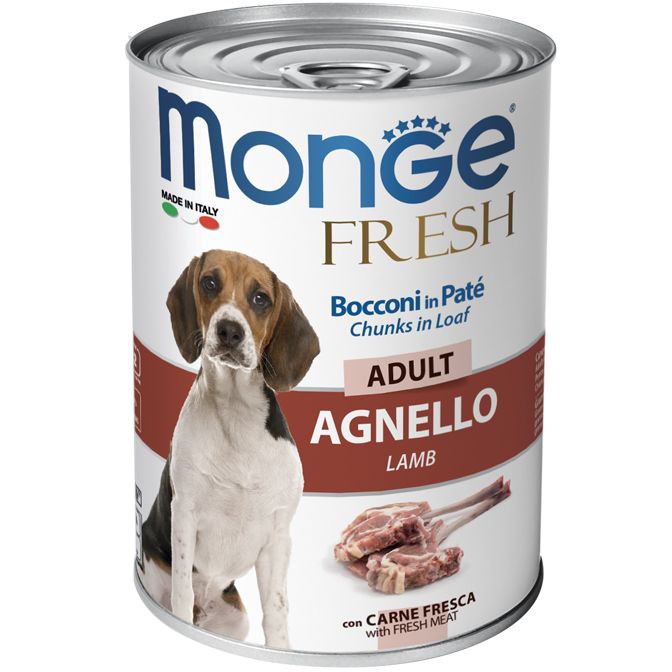 monGe®
MADE IN ITALY
FRESH
Bocconi in Paté
Chunks in Loaf
ADULT
AGNELLO
LAMB
con CARNE FRESCA
with FRESH MEAT